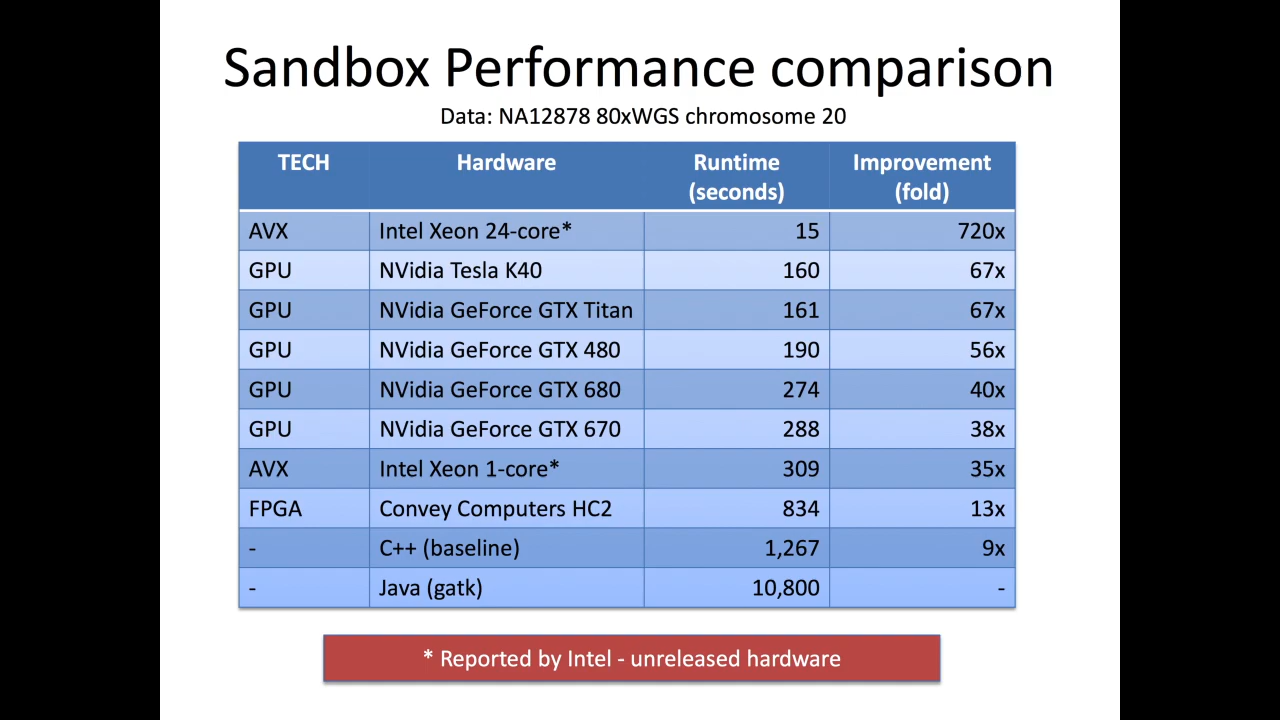 Sandbox Performance comparison
Data: NA12878 80xWGS chromosome 20
TECH Hardware Runtime (seconds) Improvement (fold)
AVX Intel Xeon 24-core* 15 720x
GPU NVidia Tesla K40 160 67x
GPU NVidia GeForce GTX Titan 161 67x
GPU NVidia GeForce GTX 480 190 56x
GPU NVidia GeForce GTX 680 274 40x
GPU NVidia GeForce GTX 670 288 38x
AVX Intel Xeon 1-core* 309 35x
FPGA Convey Computers HC2 834 13x
- C++ (baseline) 1,267 9x
- Java (gatk) 10,800 -
* Reported by Intel - unreleased hardware